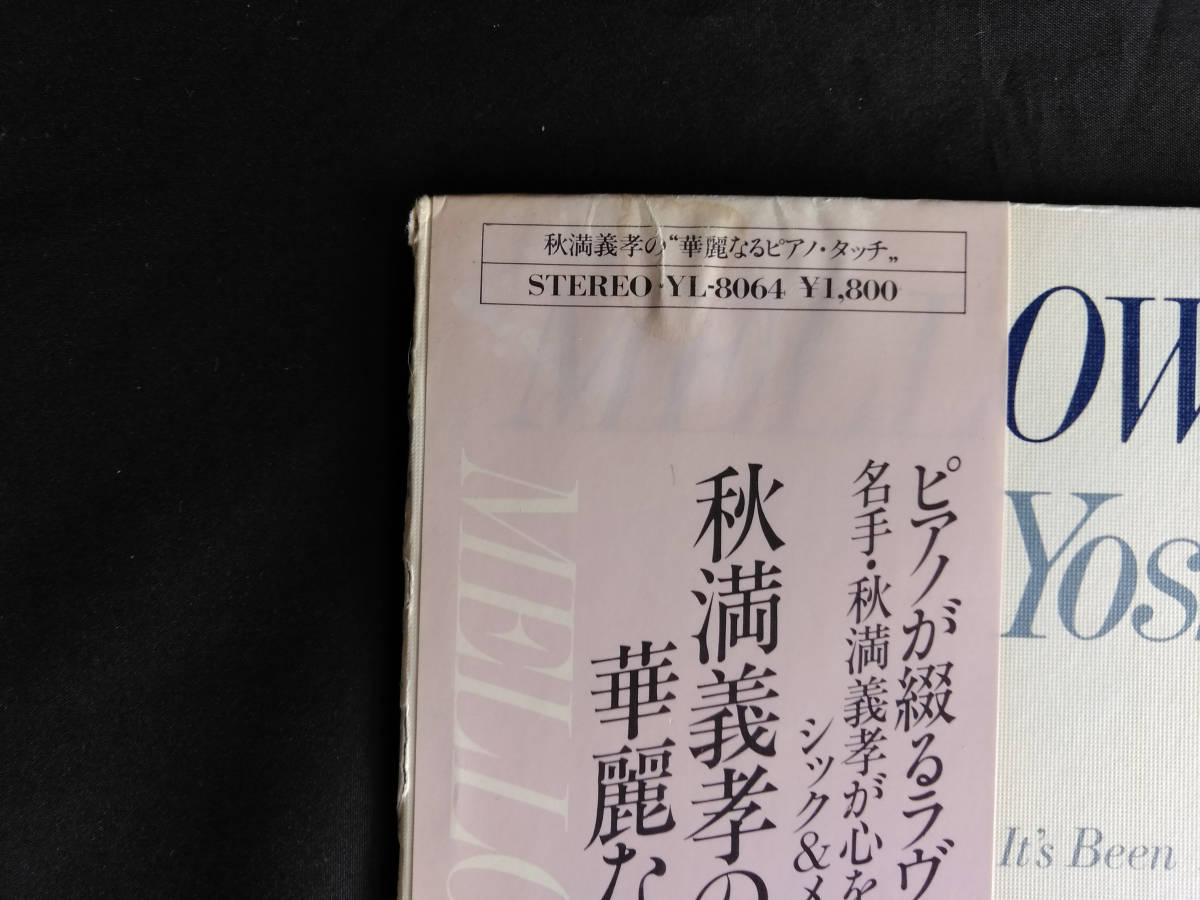 秋満義孝の“華麗なるピアノ・タッチ„
STEREO・YL-8064 ¥1,800
OW
ピアノが綴るラヴ
名手・秋満義孝が心を
シック&メ
秋満義孝の
華麗な
MELLO
Yos
It's Been